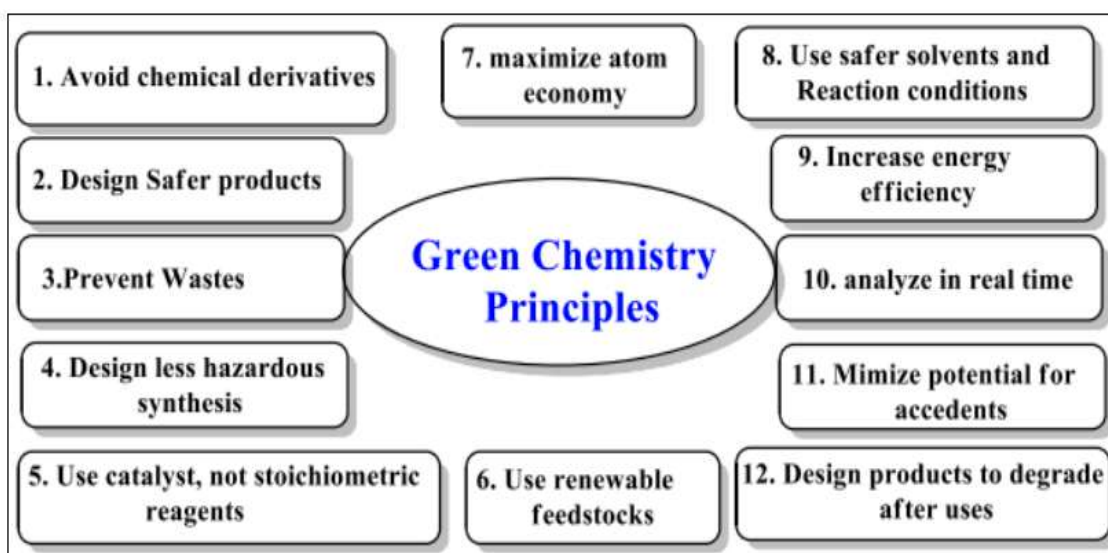 1. Avoid chemical derivatives
2. Design Safer products
3.Prevent Wastes
4. Design less hazardous
synthesis
5. Use catalyst, not stoichiometric
reagents
6. Use renewable
feedstocks
7. maximize atom
economy
8. Use safer solvents and
Reaction conditions
9. Increase energy
efficiency
10. analyze in real time
11. Mimize potential for
accedents
12. Design products to degrade
after uses
Green Chemistry
Principles